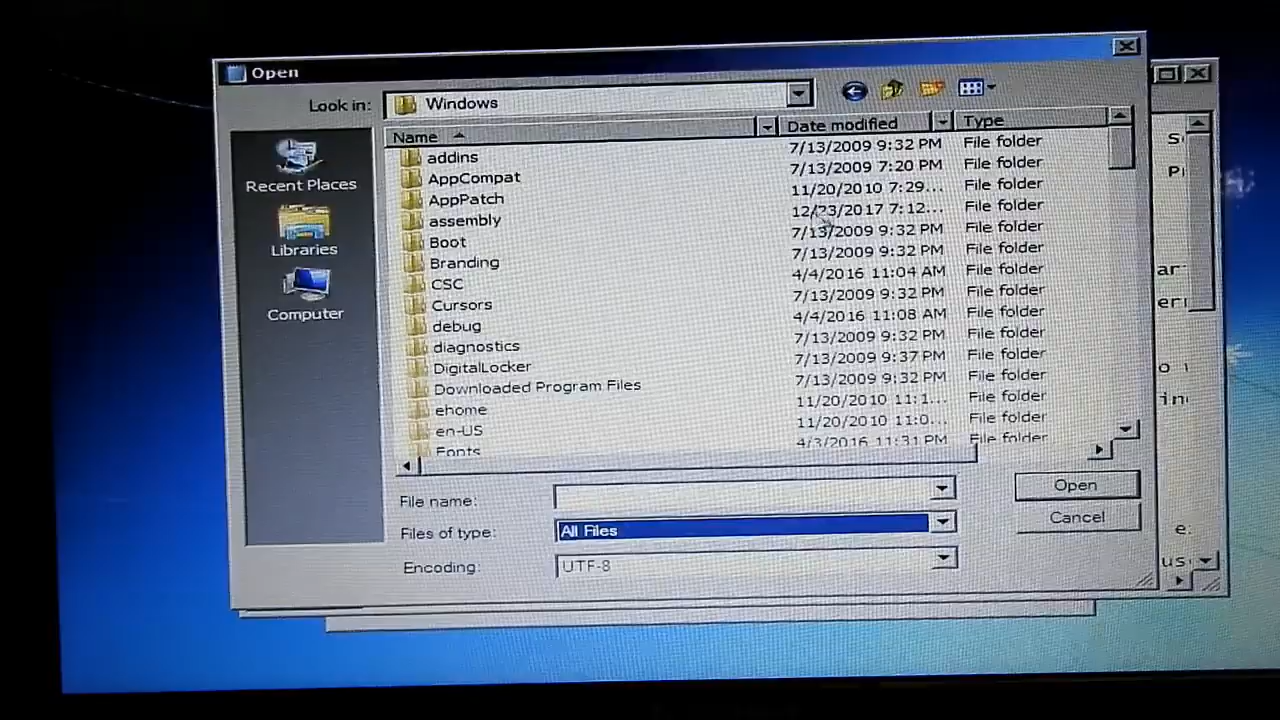 Open
Look in: Windows
Name Date modified Type
addins 7/13/2009 9:32 PM File folder
AppCompat 7/13/2009 7:20 PM File folder
AppPatch 11/20/2010 7:29... File folder
assembly 12/23/2017 7:12... File folder
Boot 7/13/2009 9:32 PM File folder
Branding 7/13/2009 9:32 PM File folder
CSC 4/4/2016 11:04 AM File folder
Cursors 7/13/2009 9:32 PM File folder
debug 4/4/2016 11:08 AM File folder
diagnostics 7/13/2009 9:32 PM File folder
DigitalLocker 7/13/2009 9:37 PM File folder
Downloaded Program Files 7/13/2009 9:32 PM File folder
ehome 11/20/2010 11:1... File folder
en-US 11/20/2010 11:0... File folder
Fonts 4/3/2016 11:31 PM File folder
Recent Places
Libraries
Computer
File name:
Open
Files of type: All Files
Cancel
Encoding: UTF-8